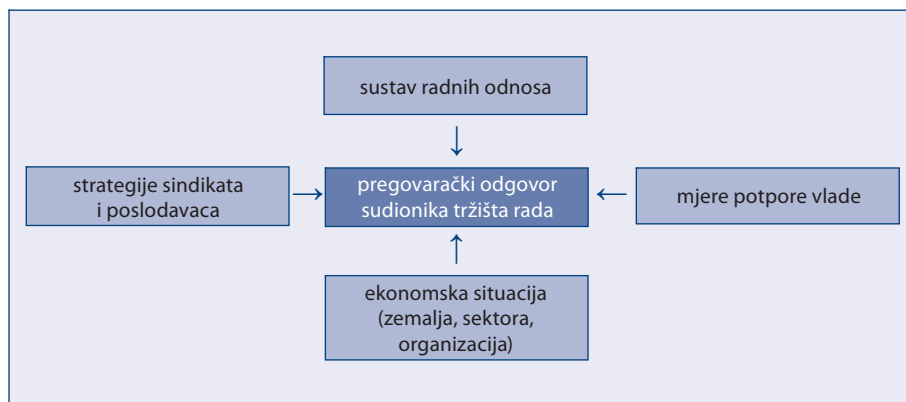 sustav radnih odnosa
strategije sindikata
i poslodavaca
pregovarački odgovor
sudionika tržišta rada
mjere potpore vlade
ekonomska situacija
(zemalja, sektora,
organizacija)